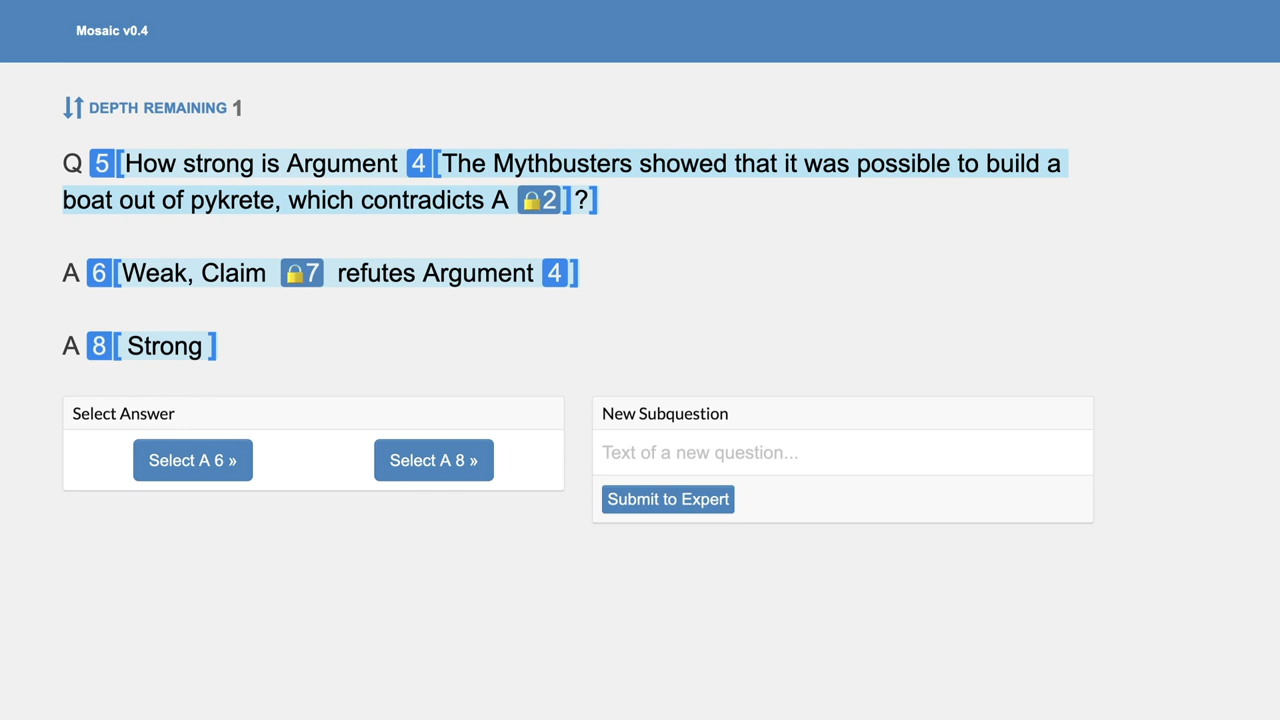 Mosaic v0.4
DEPTH REMAINING 1
Q 5[How strong is Argument 4[The Mythbusters showed that it was possible to build a
boat out of pykrete, which contradicts A 🔒2]?]
A 6[Weak, Claim 🔒7 refutes Argument 4]
A 8[ Strong ]
Select Answer
Select A 6 »
Select A 8 »
New Subquestion
Text of a new question...
Submit to Expert